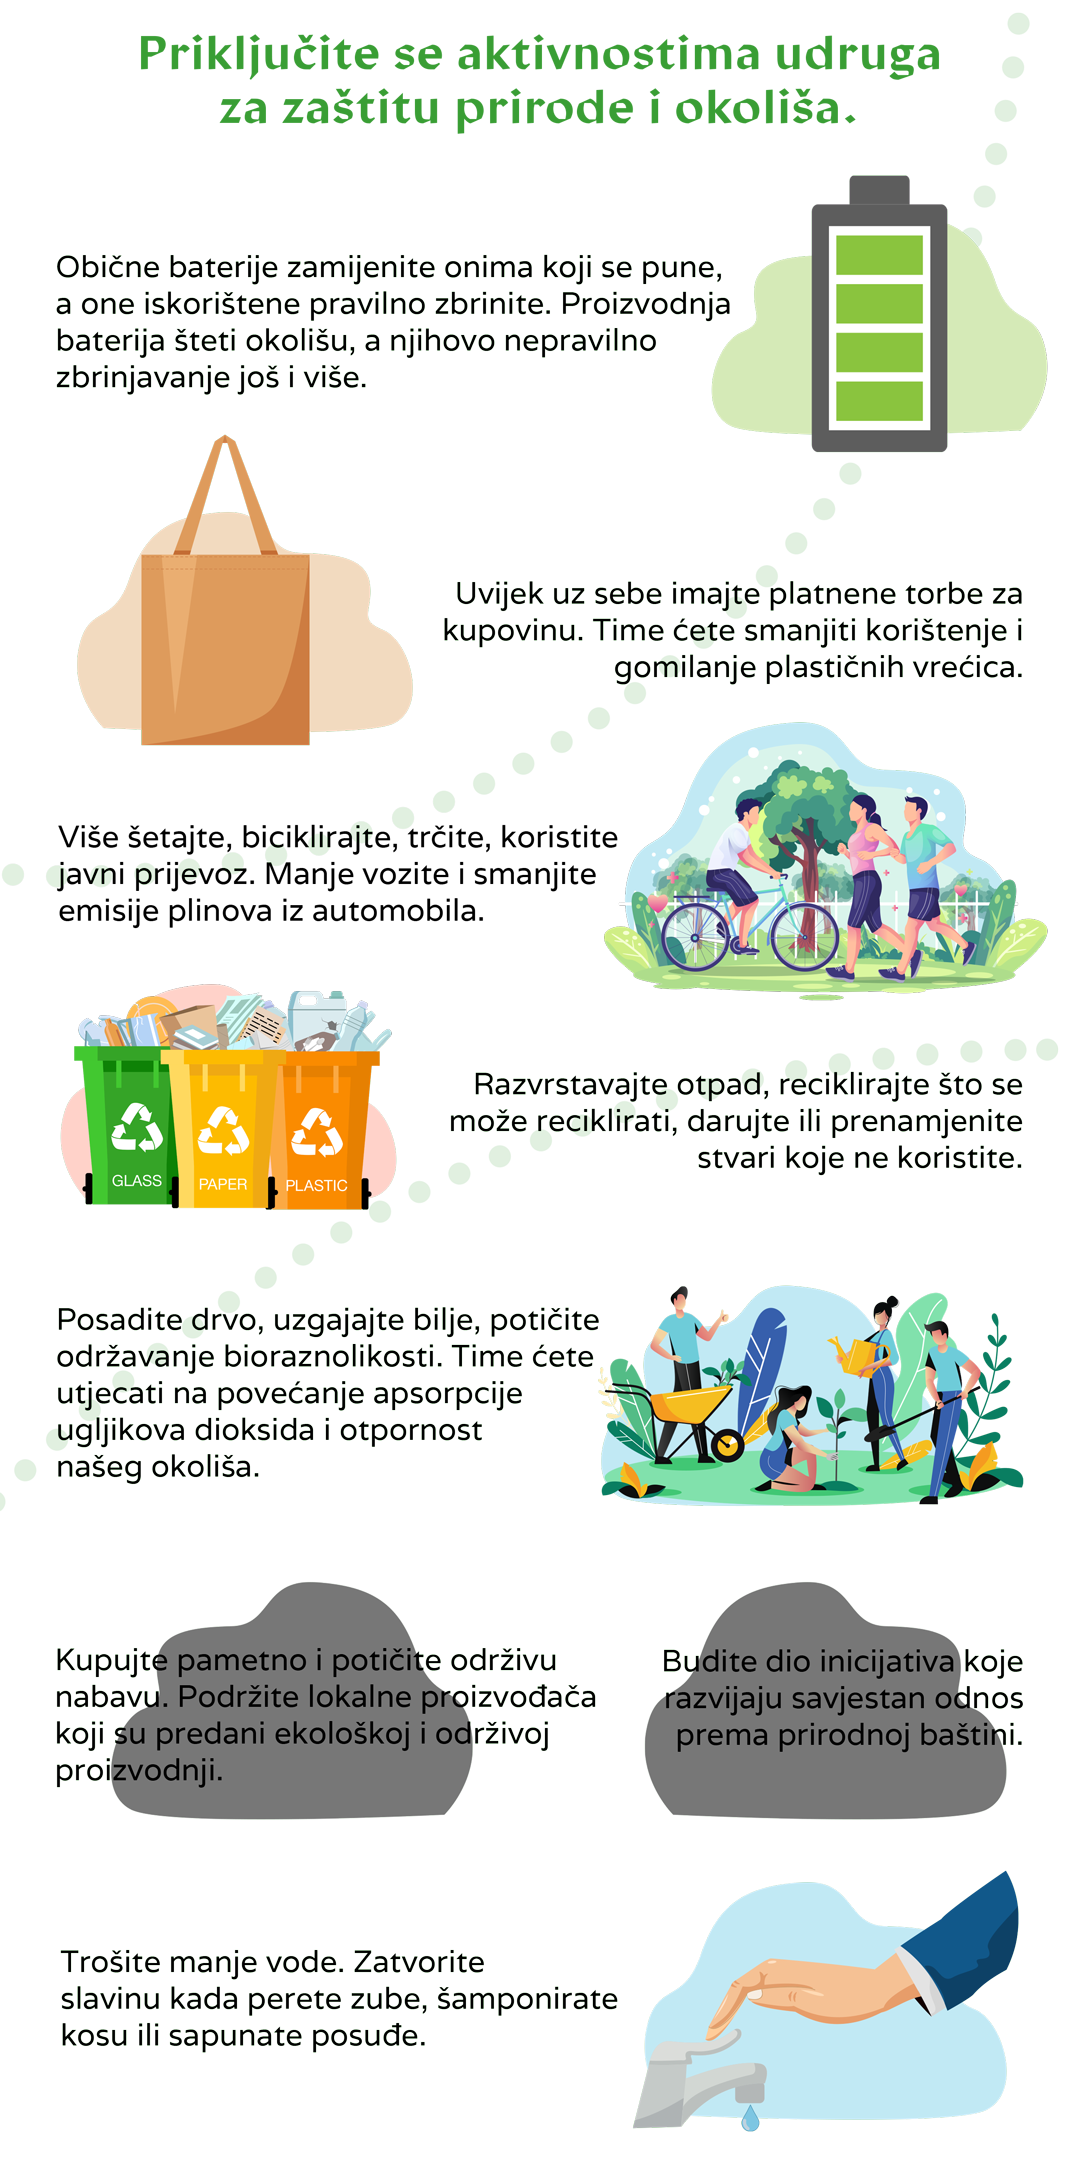 Priključite se aktivnostima udruga
za zaštitu prirode i okoliša.
Obične baterije zamijenite onima koji se pune,
a one iskorištene pravilno zbrinite. Proizvodnja
baterija šteti okolišu, a njihovo nepravilno
zbrinjavanje još i više.
Uvijek uz sebe imajte platnene torbe za
kupovinu. Time ćete smanjiti korištenje i
gomilanje plastičnih vrećica.
Više šetajte, biciklirajte, trčite, koristite
javni prijevoz. Manje vozite i smanjite
emisije plinova iz automobila.
GLASS
PAPER
PLASTIC
Razvrstavajte otpad, reciklirajte što se
može reciklirati, darujte ili prenamjenite
stvari koje ne koristite.
Posadite drvo, uzgajajte bilje, potičite
održavanje bioraznolikosti. Time ćete
utjecati na povećanje apsorpcije
ugljikova dioksida i otpornost
našeg okoliša.
Kupujte pametno i potičite održivu
nabavu. Podržite lokalne proizvođača
koji su predani ekološkoj i održivoj
proizvodnji.
Budite dio inicijativa koje
razvijaju savjestan odnos
prema prirodnoj baštini.
Trošite manje vode. Zatvorite
slavinu kada perete zube, šamponirate
kosu ili sapunate posuđe.